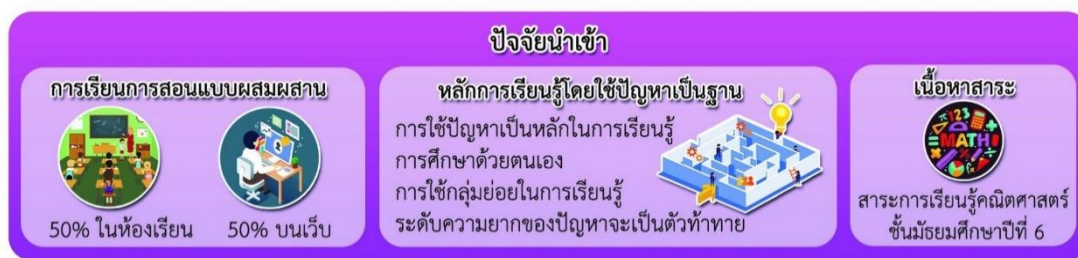 ปัจจัยนำเข้า
การเรียนการสอนแบบผสมผสาน
50% ในห้องเรียน
50% บนเว็บ
หลักการเรียนรู้โดยใช้ปัญหาเป็นฐาน
การใช้ปัญหาเป็นหลักในการเรียนรู้
การศึกษาด้วยตนเอง
การใช้กลุ่มย่อยในการเรียนรู้
ระดับความยากของปัญหาจะเป็นตัวท้าทาย
เนื้อหาสาระ
123
MATH
สาระการเรียนรู้คณิตศาสตร์
ชั้นมัธยมศึกษาปีที่ 6